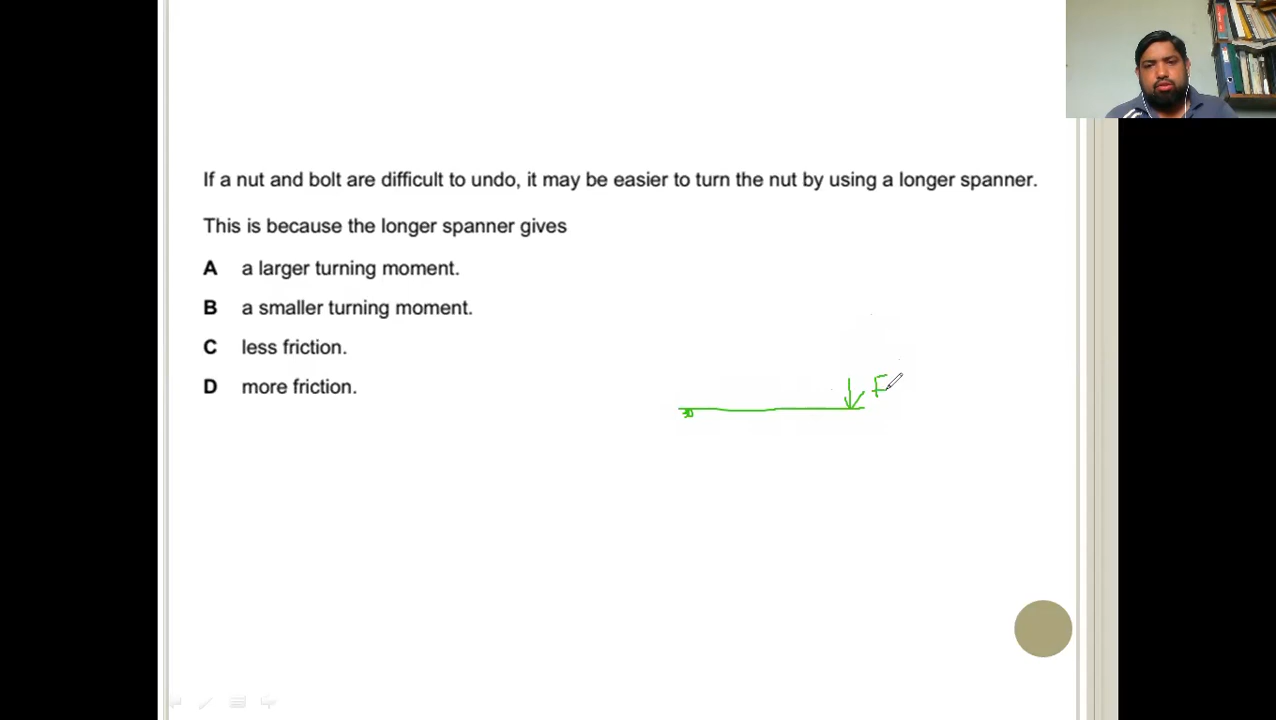 If a nut and bolt are difficult to undo, it may be easier to turn the nut by using a longer spanner.
This is because the longer spanner gives
A a larger turning moment.
B a smaller turning moment.
C less friction.
D more friction.
F